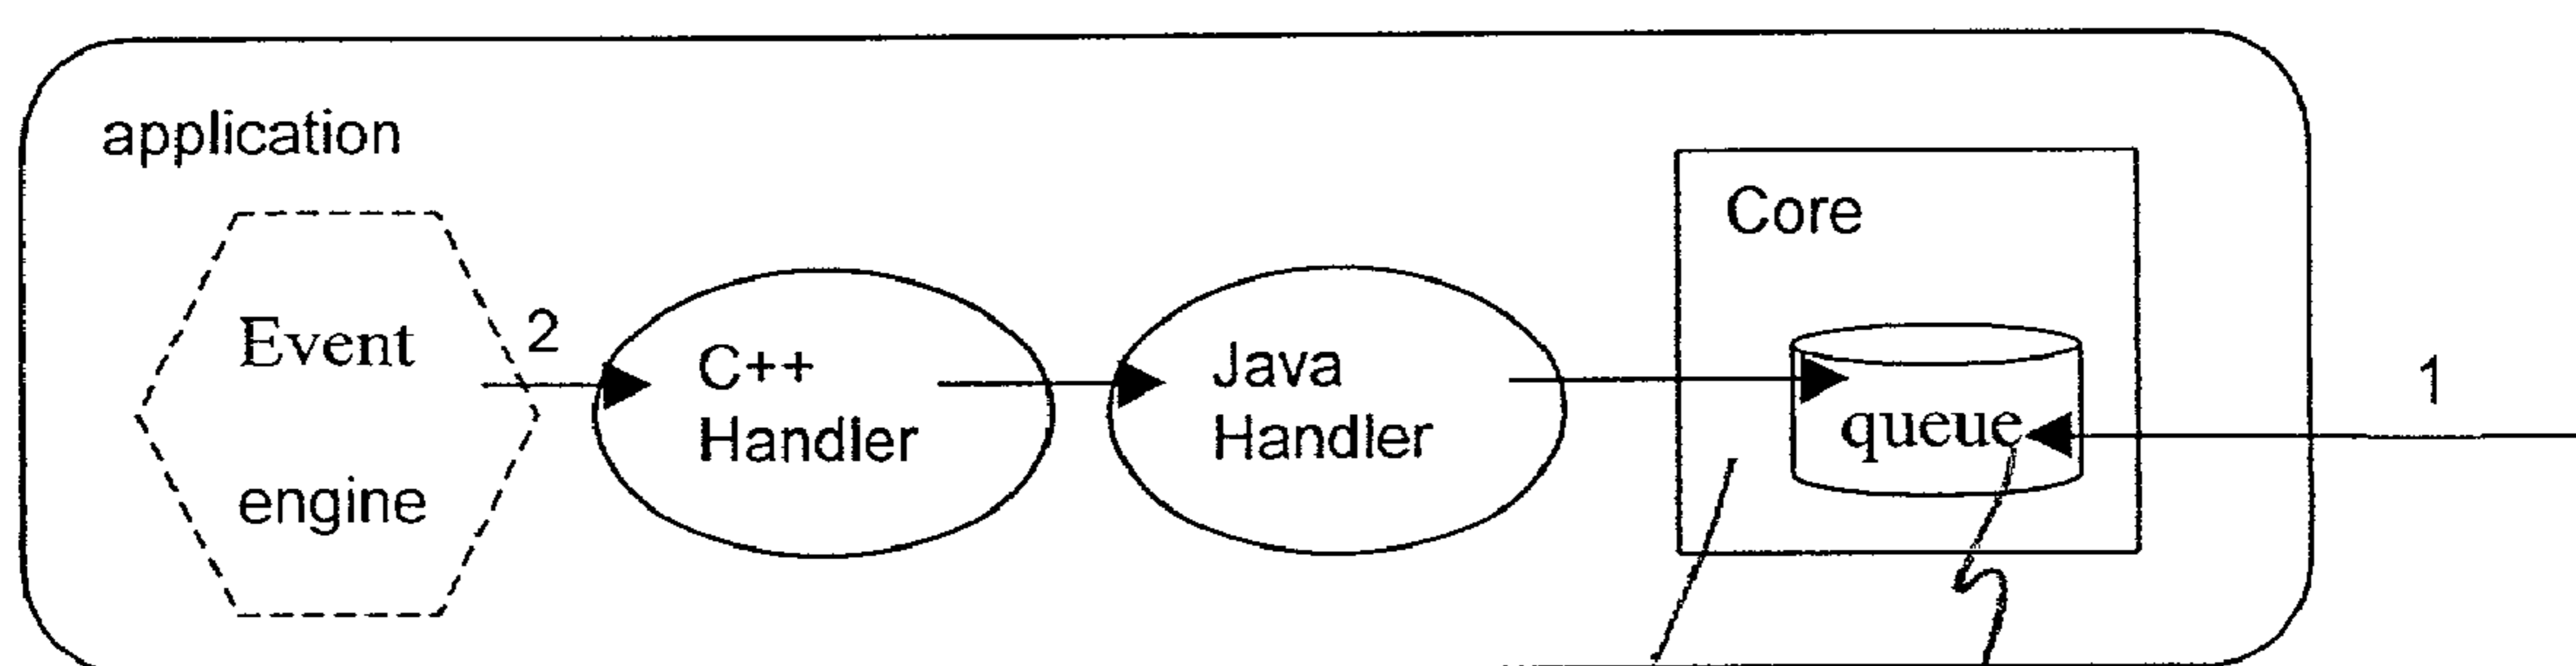 application
Core
Event
engine
2
C++
Handler
Java
Handler
queue
1